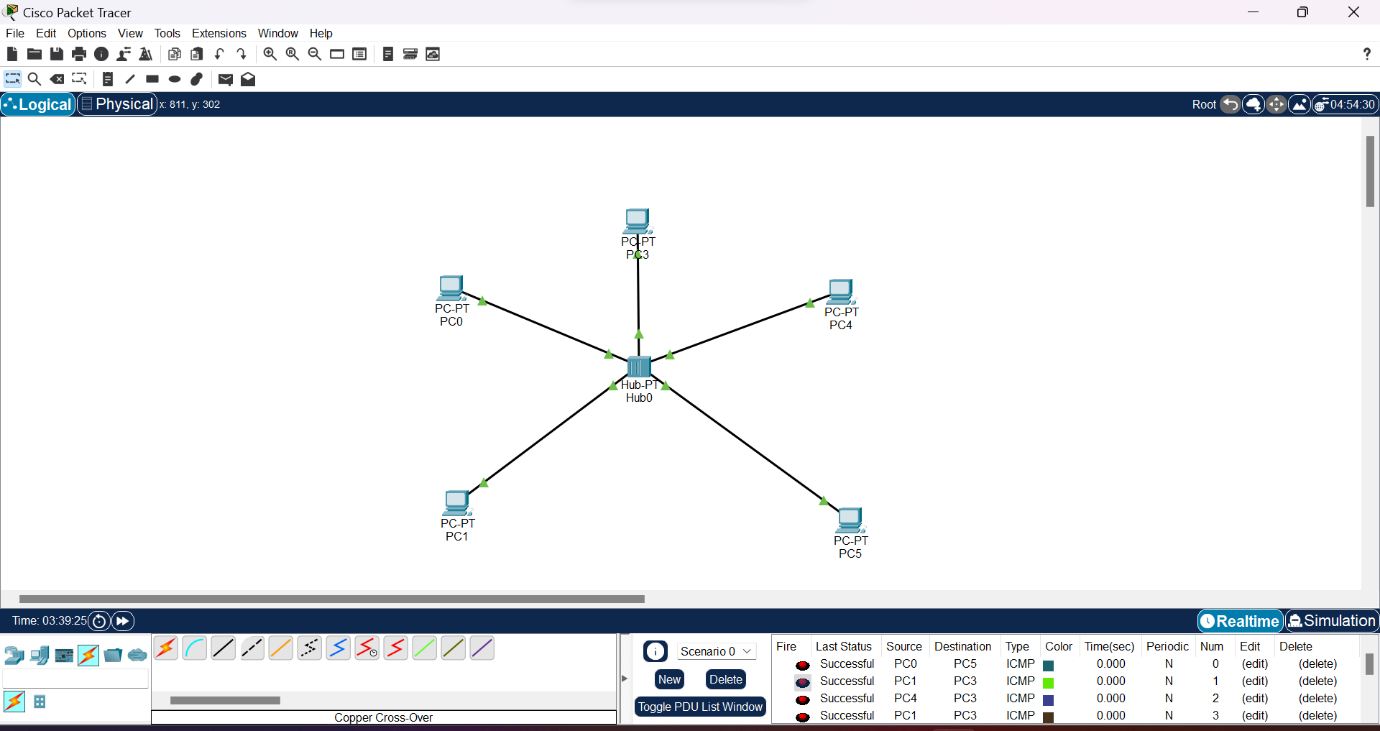 Cisco Packet Tracer
File Edit Options View Tools Extensions Window Help
?
Logical Physical x: 811, y: 302 Root 04:54:30
PC-PT
PC3
PC-PT
PC0
PC-PT
PC4
Hub-PT
Hub0
PC-PT
PC1
PC-PT
PC5
Time: 03:39:25 Realtime Simulation
Scenario 0
New Delete
Toggle PDU List Window
Copper Cross-Over
Fire Last Status Source Destination Type Color Time(sec) Periodic Num Edit Delete
Successful PC0 PC5 ICMP 0.000 N 0 (edit) (delete)
Successful PC1 PC3 ICMP 0.000 N 1 (edit) (delete)
Successful PC4 PC3 ICMP 0.000 N 2 (edit) (delete)
Successful PC1 PC3 ICMP 0.000 N 3 (edit) (delete)